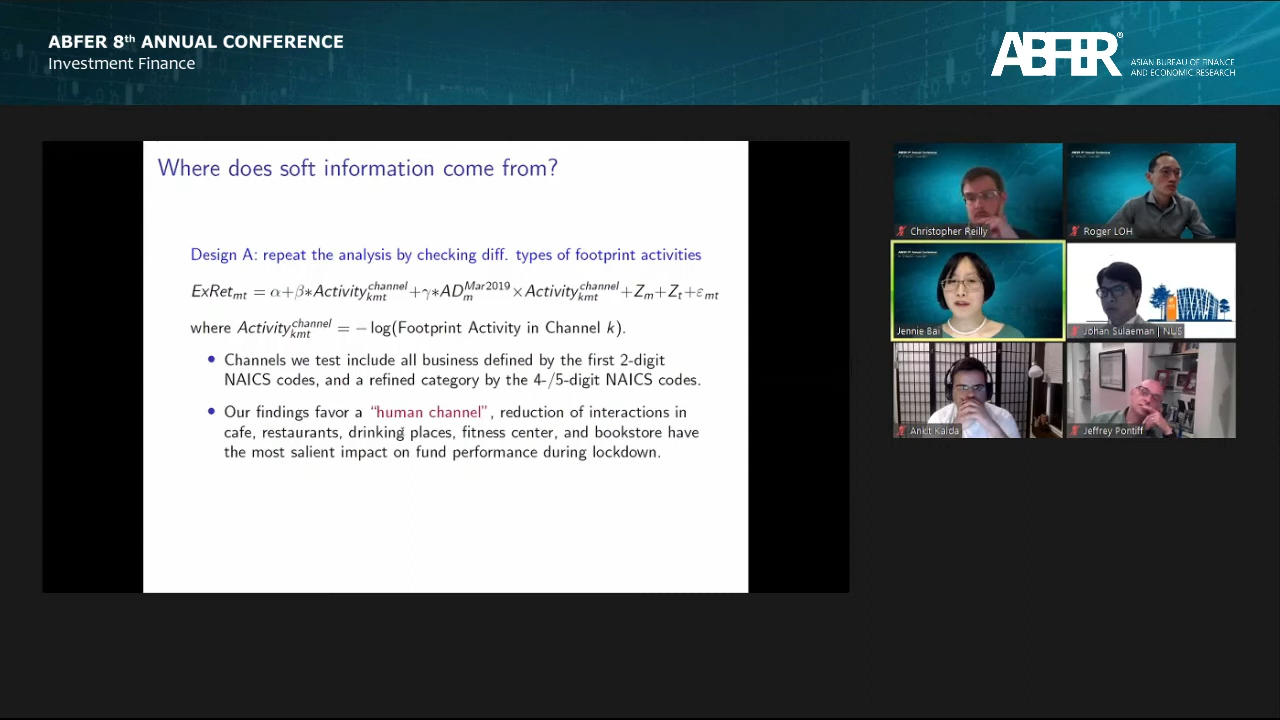 ABFER 8th ANNUAL CONFERENCE
Investment Finance
ABFER®
ASIAN BUREAU OF FINANCE
AND ECONOMIC RESEARCH
Where does soft information come from?
Design A: repeat the analysis by checking diff. types of footprint activities
ExRet_mt = α+β∗Activity^channel_kmt+γ∗AD^Mar2019_m×Activity^channel_kmt+Z_m+Z_t+ε_mt
where Activity^channel_kmt = − log(Footprint Activity in Channel k).
• Channels we test include all business defined by the first 2-digit
NAICS codes, and a refined category by the 4-/5-digit NAICS codes.
• Our findings favor a “human channel”, reduction of interactions in
cafe, restaurants, drinking places, fitness center, and bookstore have
the most salient impact on fund performance during lockdown.
Christopher Reilly
Roger LOH
Jennie Bai
Johan Sulaeman | NUS
Ankit Kalda
Jeffrey Pontiff